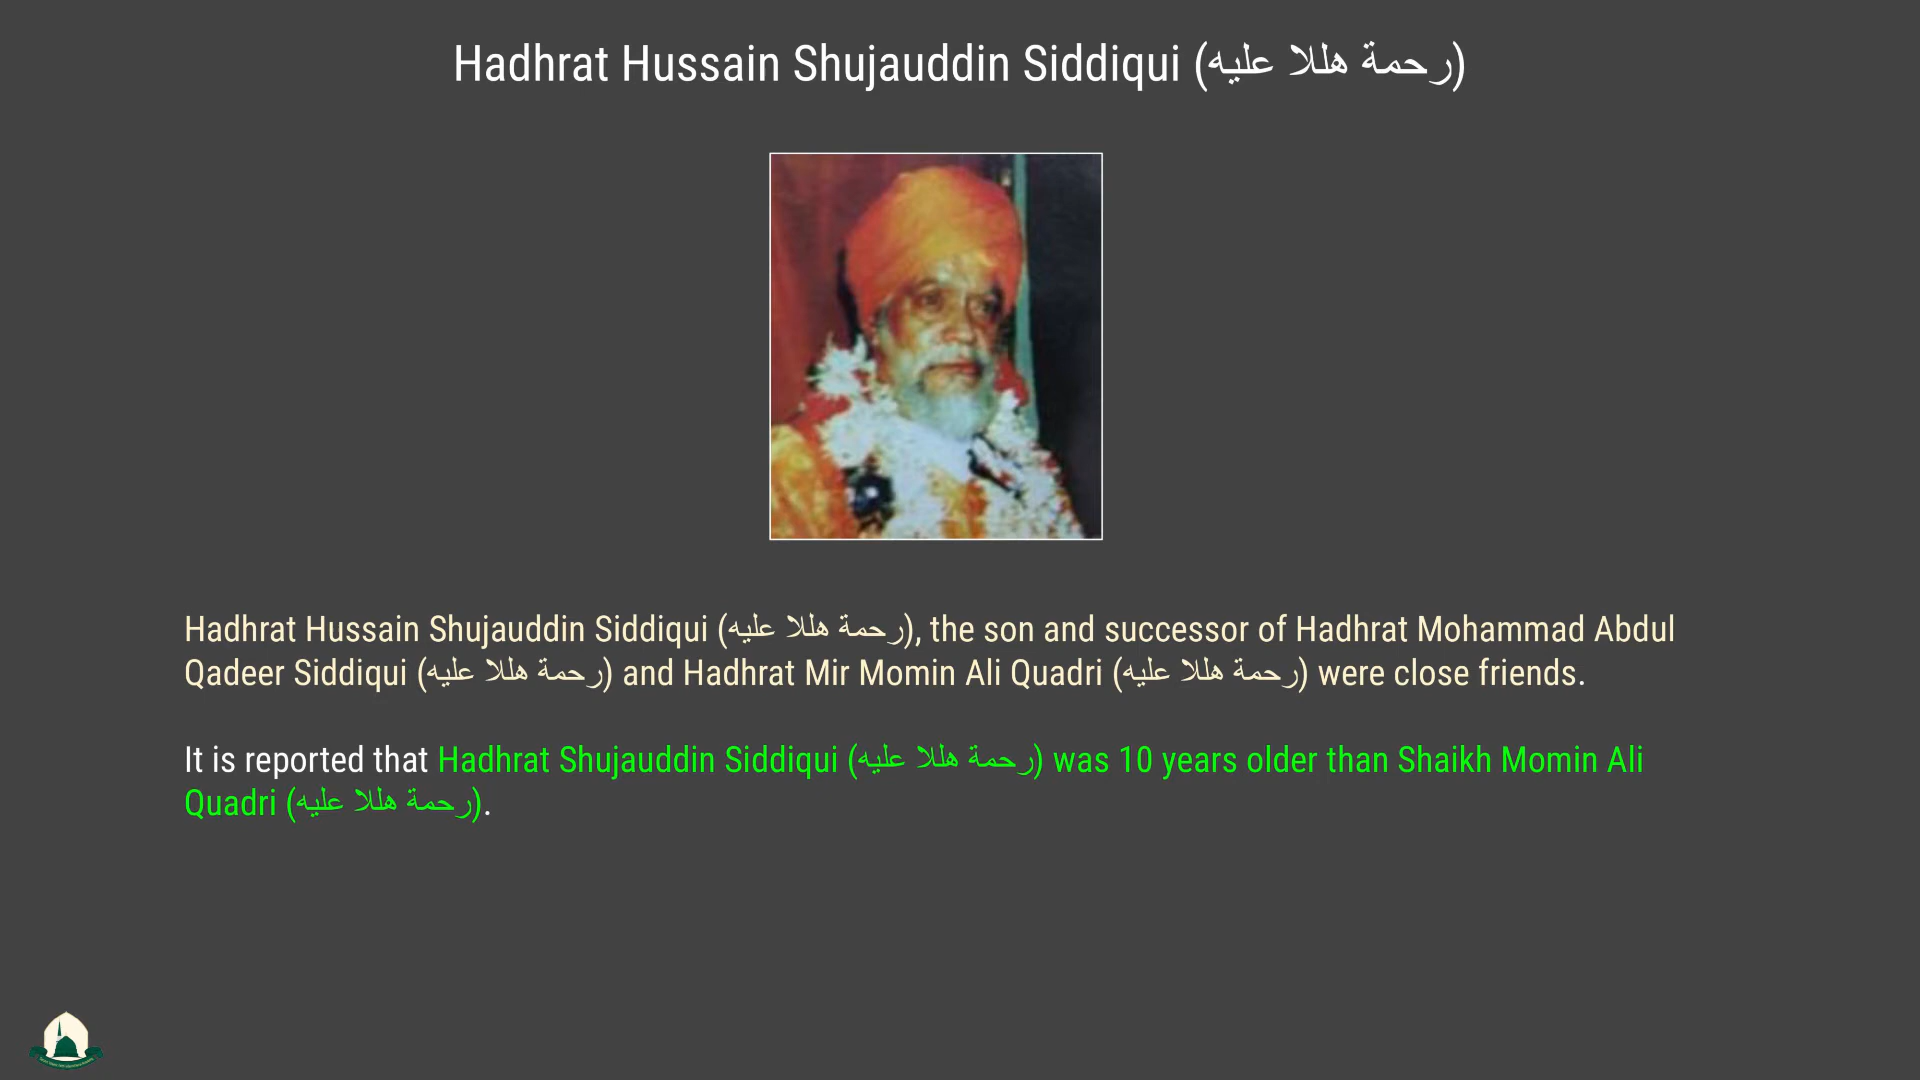 Hadhrat Hussain Shujauddin Siddiqui (رحمة هللا عليه)
Hadhrat Hussain Shujauddin Siddiqui (رحمة هللا عليه), the son and successor of Hadhrat Mohammad Abdul
Qadeer Siddiqui (رحمة هللا عليه) and Hadhrat Mir Momin Ali Quadri (رحمة هللا عليه) were close friends.
It is reported that Hadhrat Shujauddin Siddiqui (رحمة هللا عليه) was 10 years older than Shaikh Momin Ali
Quadri (رحمة هللا عليه).